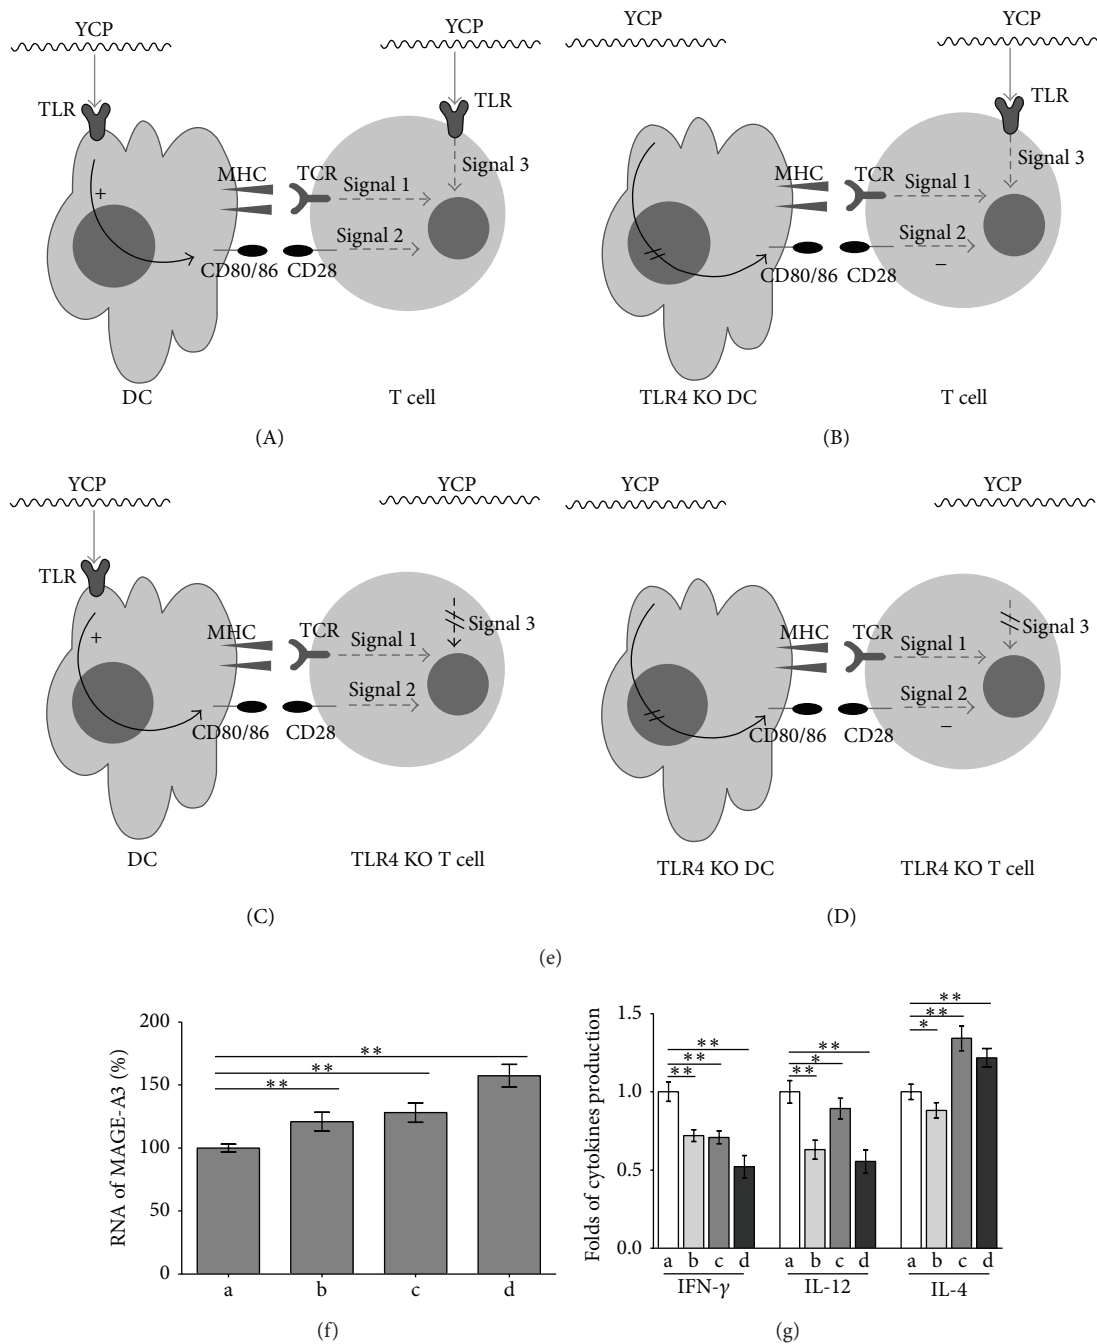 YCP YCP
TLR TLR
MHC TCR Signal 1 Signal 3
+
Signal 2
CD80/86 CD28
DC T cell
(A)
YCP YCP
TLR
MHC TCR Signal 1 Signal 3
Signal 2
CD80/86 CD28 −
TLR4 KO DC T cell
(B)
YCP YCP
TLR
+
MHC TCR Signal 1 Signal 3
Signal 2
CD80/86 CD28
DC TLR4 KO T cell
(C)
YCP YCP
MHC TCR Signal 1 Signal 3
Signal 2
CD80/86 CD28 −
TLR4 KO DC TLR4 KO T cell
(D)
(e)
RNA of MAGE-A3 (%)
200
150
100
50
0
**
**
**
a b c d
(f)
Folds of cytokines production
1.5
1.0
0.5
0.0
** ** **
** * **
** ** *
a b c d a b c d a b c d
IFN-γ IL-12 IL-4
(g)